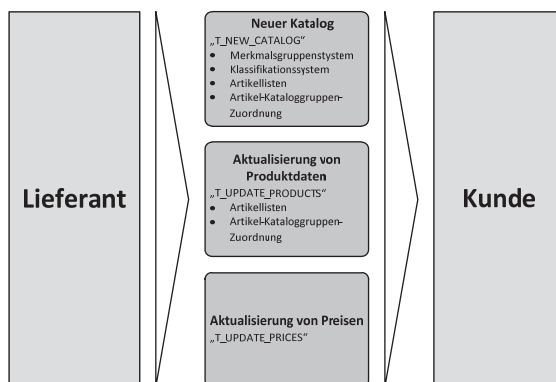 Lieferant
Neuer Katalog
„T_NEW_CATALOG“
• Merkmalsgruppenstystem
• Klassifikationssystem
• Artikellisten
• Artikel-Kataloggruppen-
Zuordnung
Aktualisierung von
Produktdaten
„T_UPDATE_PRODUCTS“
• Artikellisten
• Artikel-Kataloggruppen-
Zuordnung
Aktualisierung von Preisen
„T_UPDATE_PRICES“
Kunde